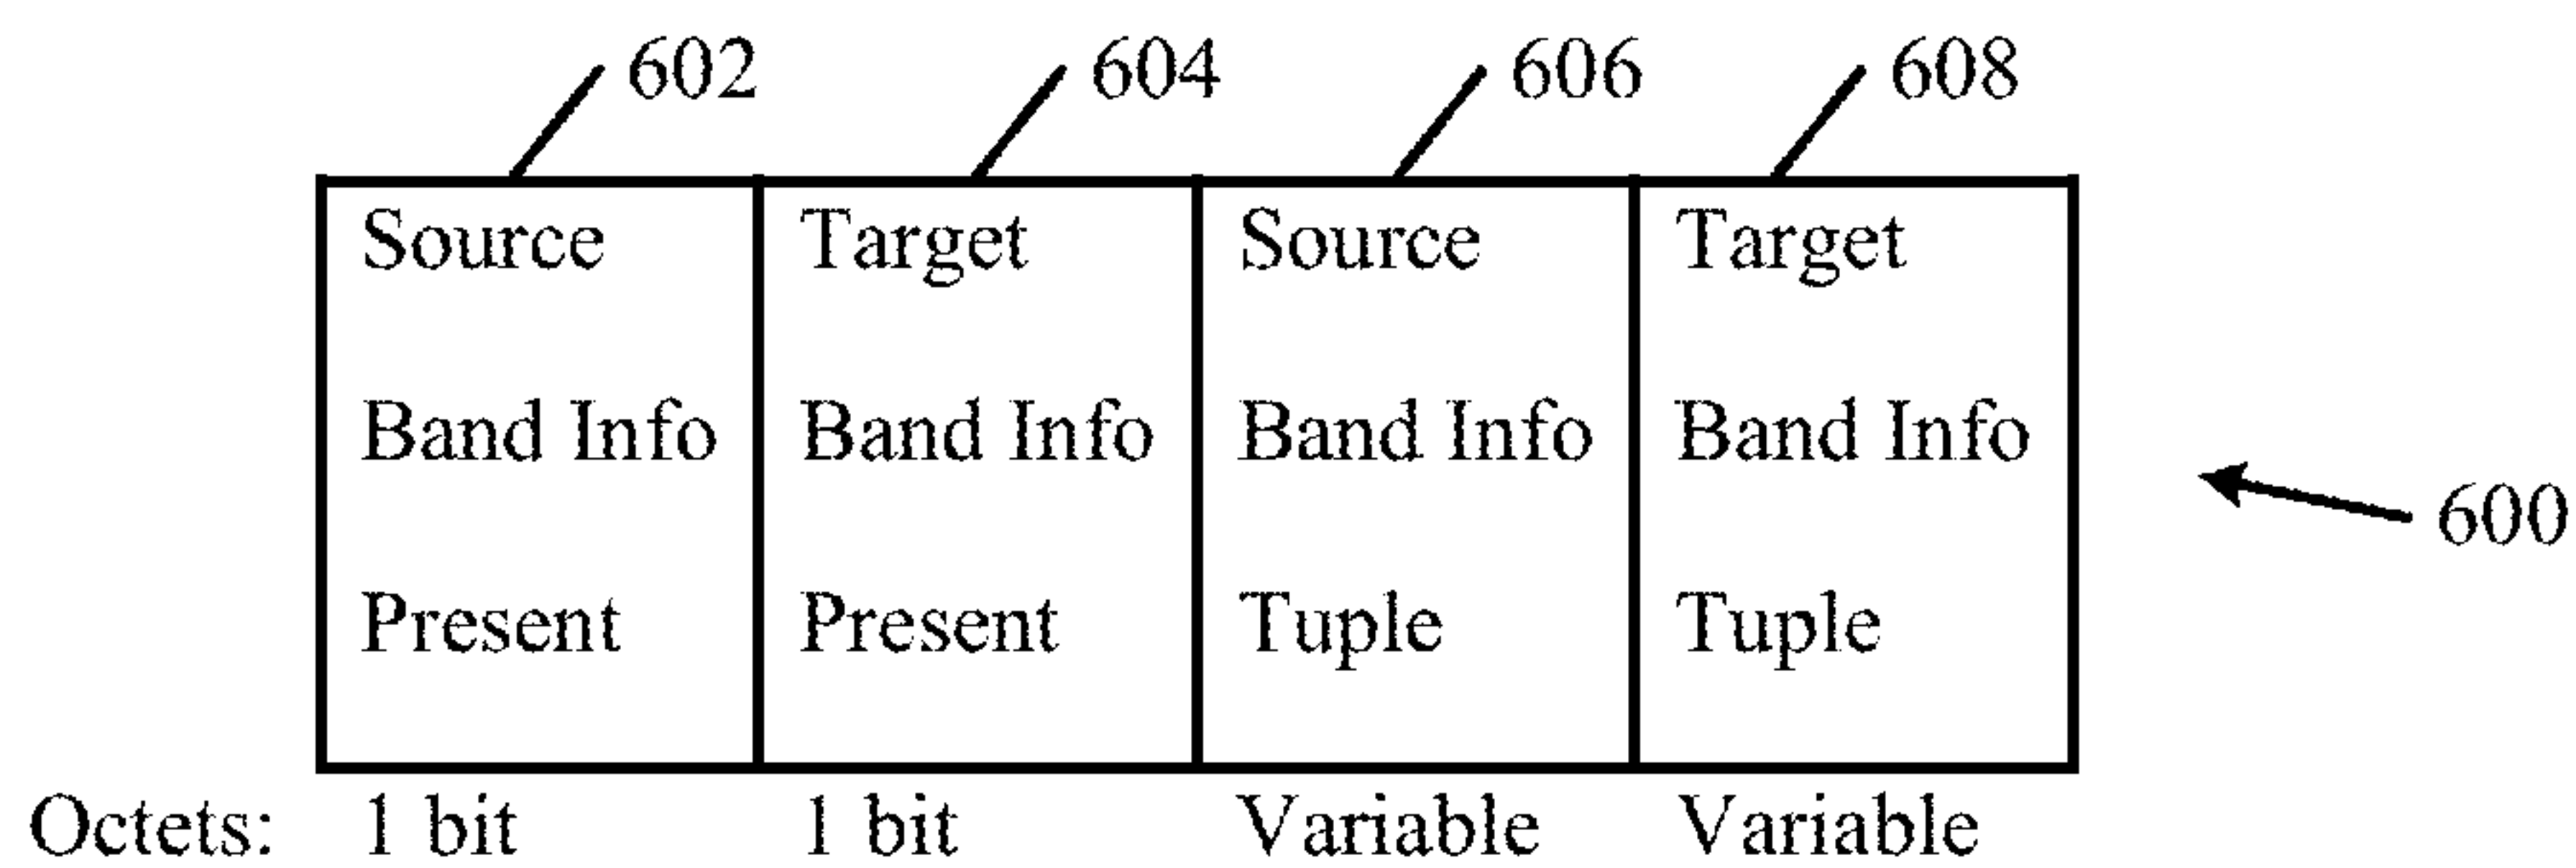 602 604 606 608
Source Target Source Target
Band Info Band Info Band Info Band Info
Present Present Tuple Tuple
600
Octets: 1 bit 1 bit Variable Variable